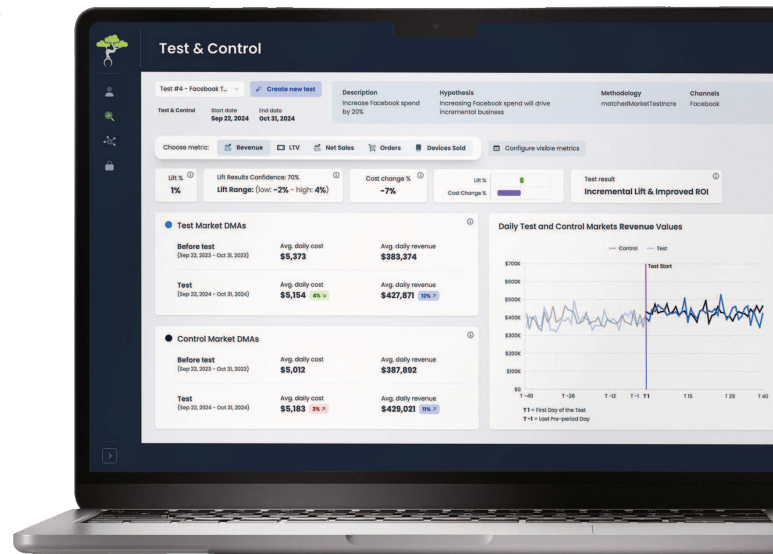 Test & Control
Test #4 - Facebook T...
Create new test
Test & Control
Start date
Sep 22, 2024
End date
Oct 31, 2024
Description
Increase Facebook spend
by 20%
Hypothesis
Increasing Facebook spend will drive
incremental business
Methodology
matchedMarketTestIncre
Channels
Facebook
Choose metric:
Revenue
LTV
Net Sales
Orders
Devices Sold
Configure visible metrics
Lift %
1%
Lift Results Confidence: 70%
Lift Range: (low: -2% - high: 4%)
Cost change %
-7%
Lift %
Cost Change %
Test result
Incremental Lift & Improved ROI
Test Market DMAs
Before test
(Sep 22, 2023 - Oct 31, 2023)
Avg. daily cost
$5,373
Avg. daily revenue
$383,374
Test
(Sep 22, 2024 - Oct 31, 2024)
Avg. daily cost
$5,154 4%
Avg. daily revenue
$427,871 12%
Control Market DMAs
Before test
(Sep 22, 2023 - Oct 31, 2023)
Avg. daily cost
$5,012
Avg. daily revenue
$387,892
Test
(Sep 22, 2024 - Oct 31, 2024)
Avg. daily cost
$5,183 3%
Avg. daily revenue
$429,021 11%
Daily Test and Control Markets Revenue Values
Control
Test
Test Start
$700K
$600K
$500K
$400K
$300K
$200K
$100K
$0
T -40
T -26
T -12
T -1
T1
T 15
T 29
T 40
T1 = First Day of the Test
T -1 = Last Pre-period Day